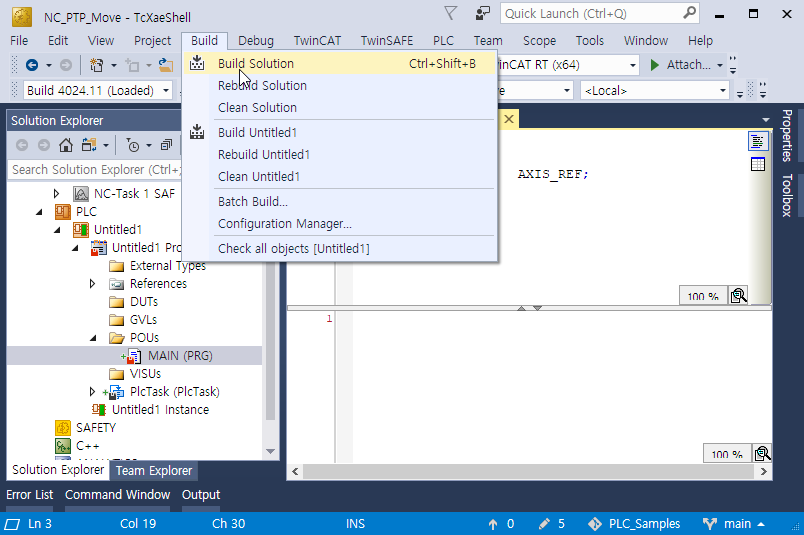 NC_PTP_Move - TcXaeShell
Quick Launch (Ctrl+Q)
File Edit View Project Build Debug TwinCAT TwinSAFE PLC Team Scope Tools Window Help
Build Solution Ctrl+Shift+B
Rebuild Solution
Clean Solution
Build Untitled1
Rebuild Untitled1
Clean Untitled1
Batch Build...
Configuration Manager...
Check all objects [Untitled1]
RT (x64) Attach...
Build 4024.11 (Loaded)
<Local>
Solution Explorer
Search Solution Explorer (Ctrl+;)
NC-Task 1 SAF
PLC
Untitled1
Untitled1
External Types
References
DUTs
GVLs
POUs
MAIN (PRG)
VISUs
PlcTask (PlcTask)
Untitled1 Instance
SAFETY
C++
Solution Explorer Team Explorer
AXIS_REF;
100 %
1
100 %
Properties
Toolbox
Error List Command Window Output
Ln 3 Col 19 Ch 30 INS 0 5 PLC_Samples main